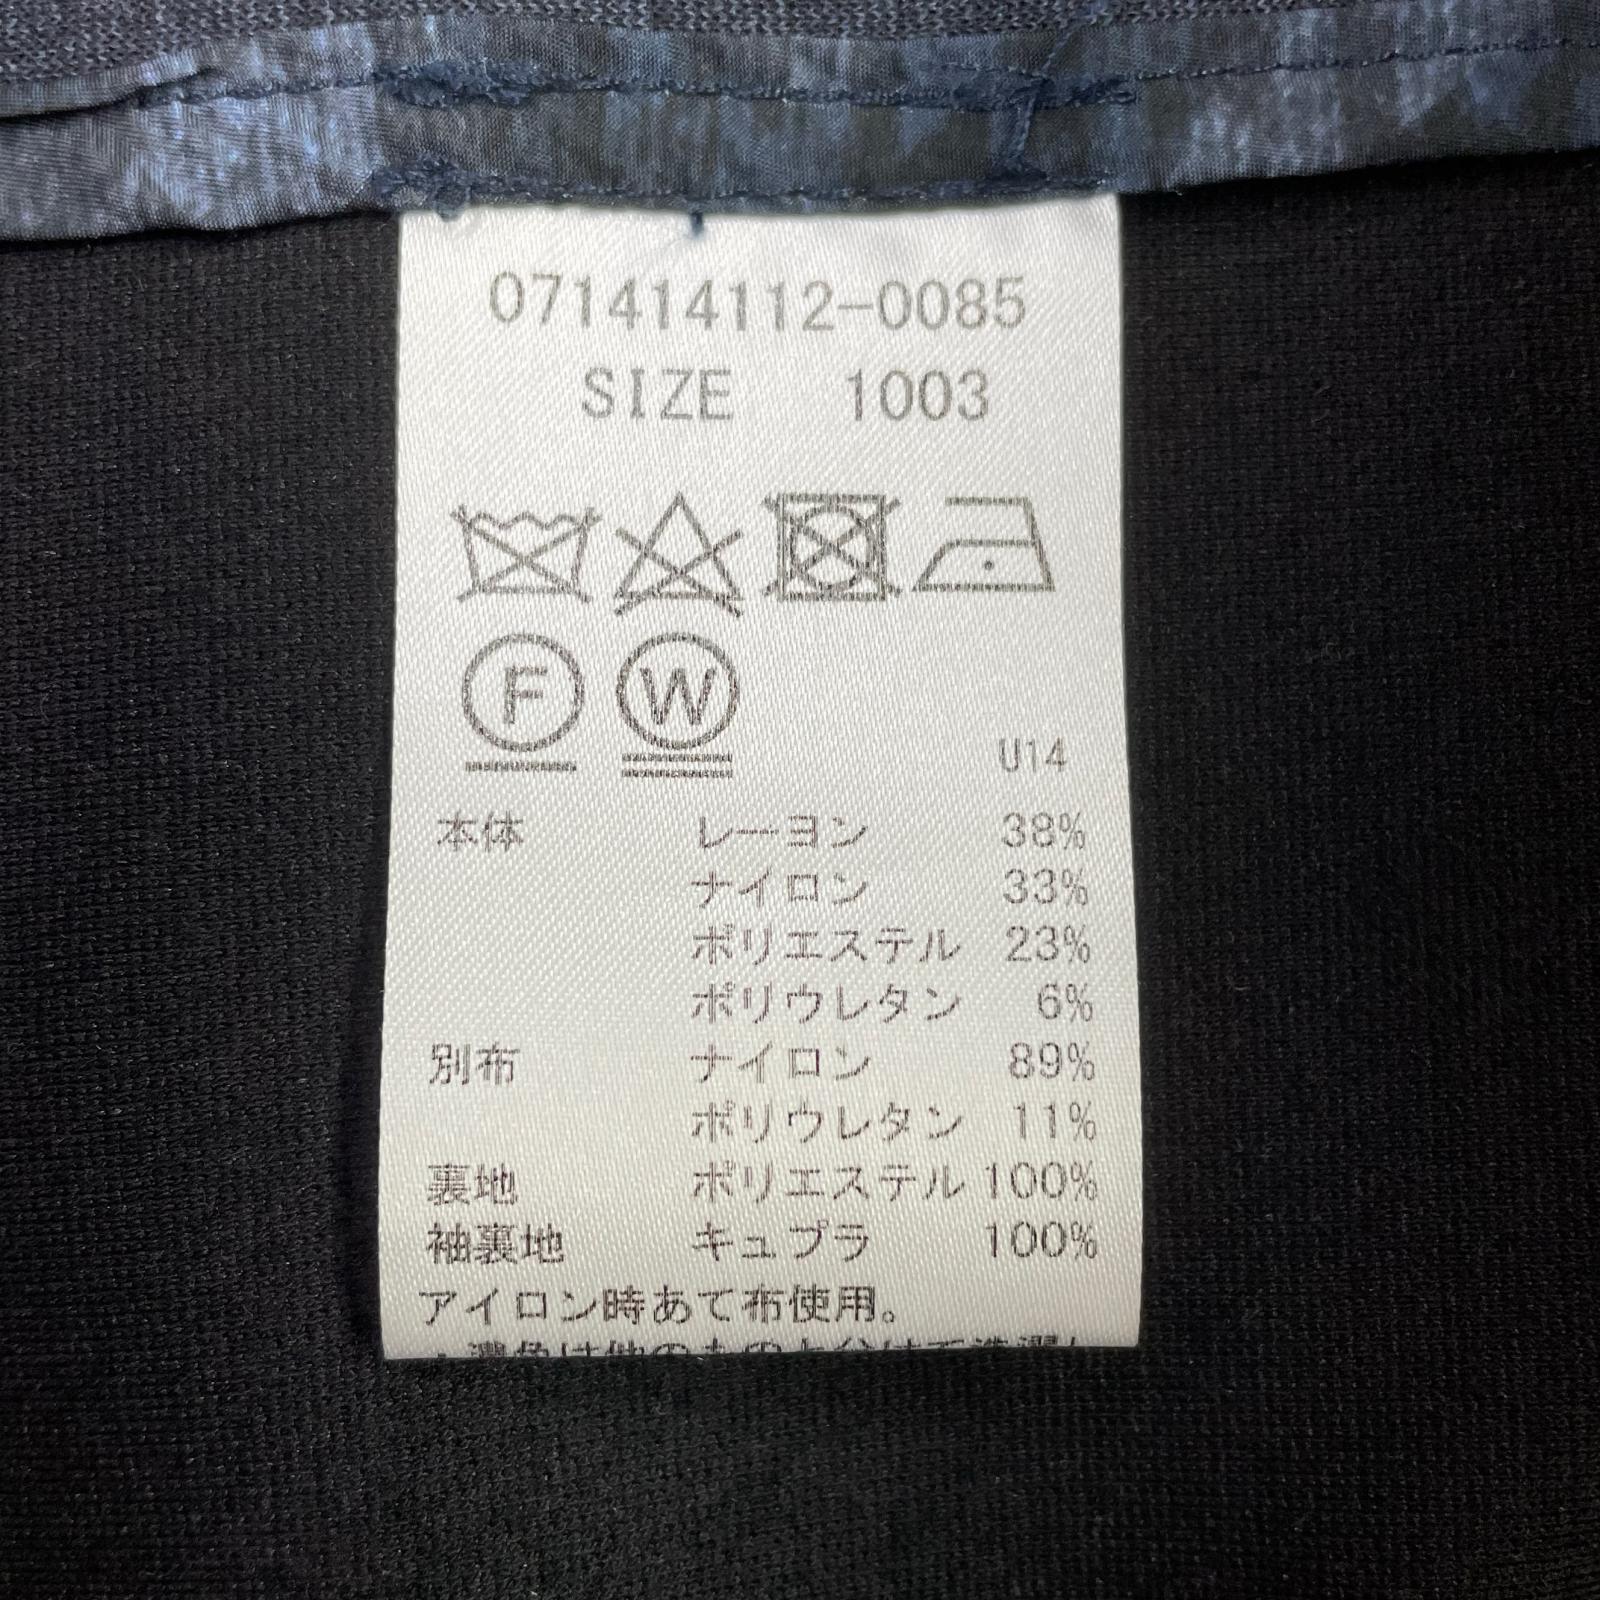 071414112-0085
SIZE 1003
F W
U14
本体 レーヨン 38%
ナイロン 33%
ポリエステル 23%
ポリウレタン 6%
別布 ナイロン 89%
ポリウレタン 11%
裏地 ポリエステル 100%
袖裏地 キュプラ 100%
アイロン時あて布使用。